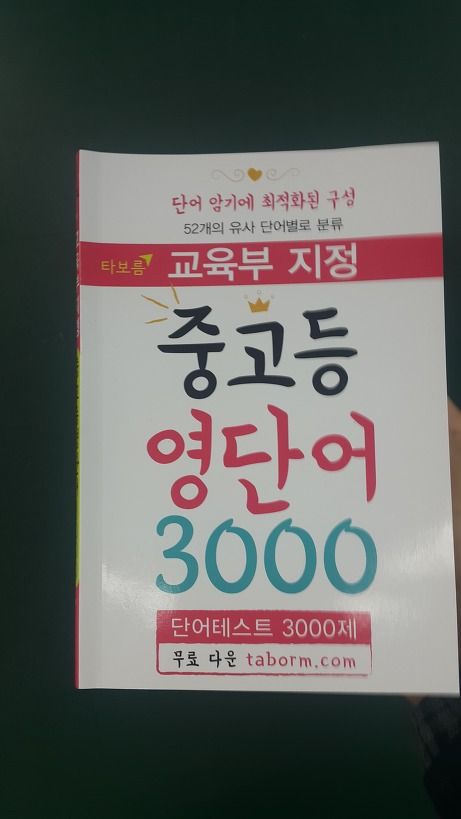 단어 암기에 최적화된 구성
52개의 유사 단어별로 분류
타보름 교육부 지정
중고등
영단어
3000
단어테스트 3000제
무료 다운 taborm.com